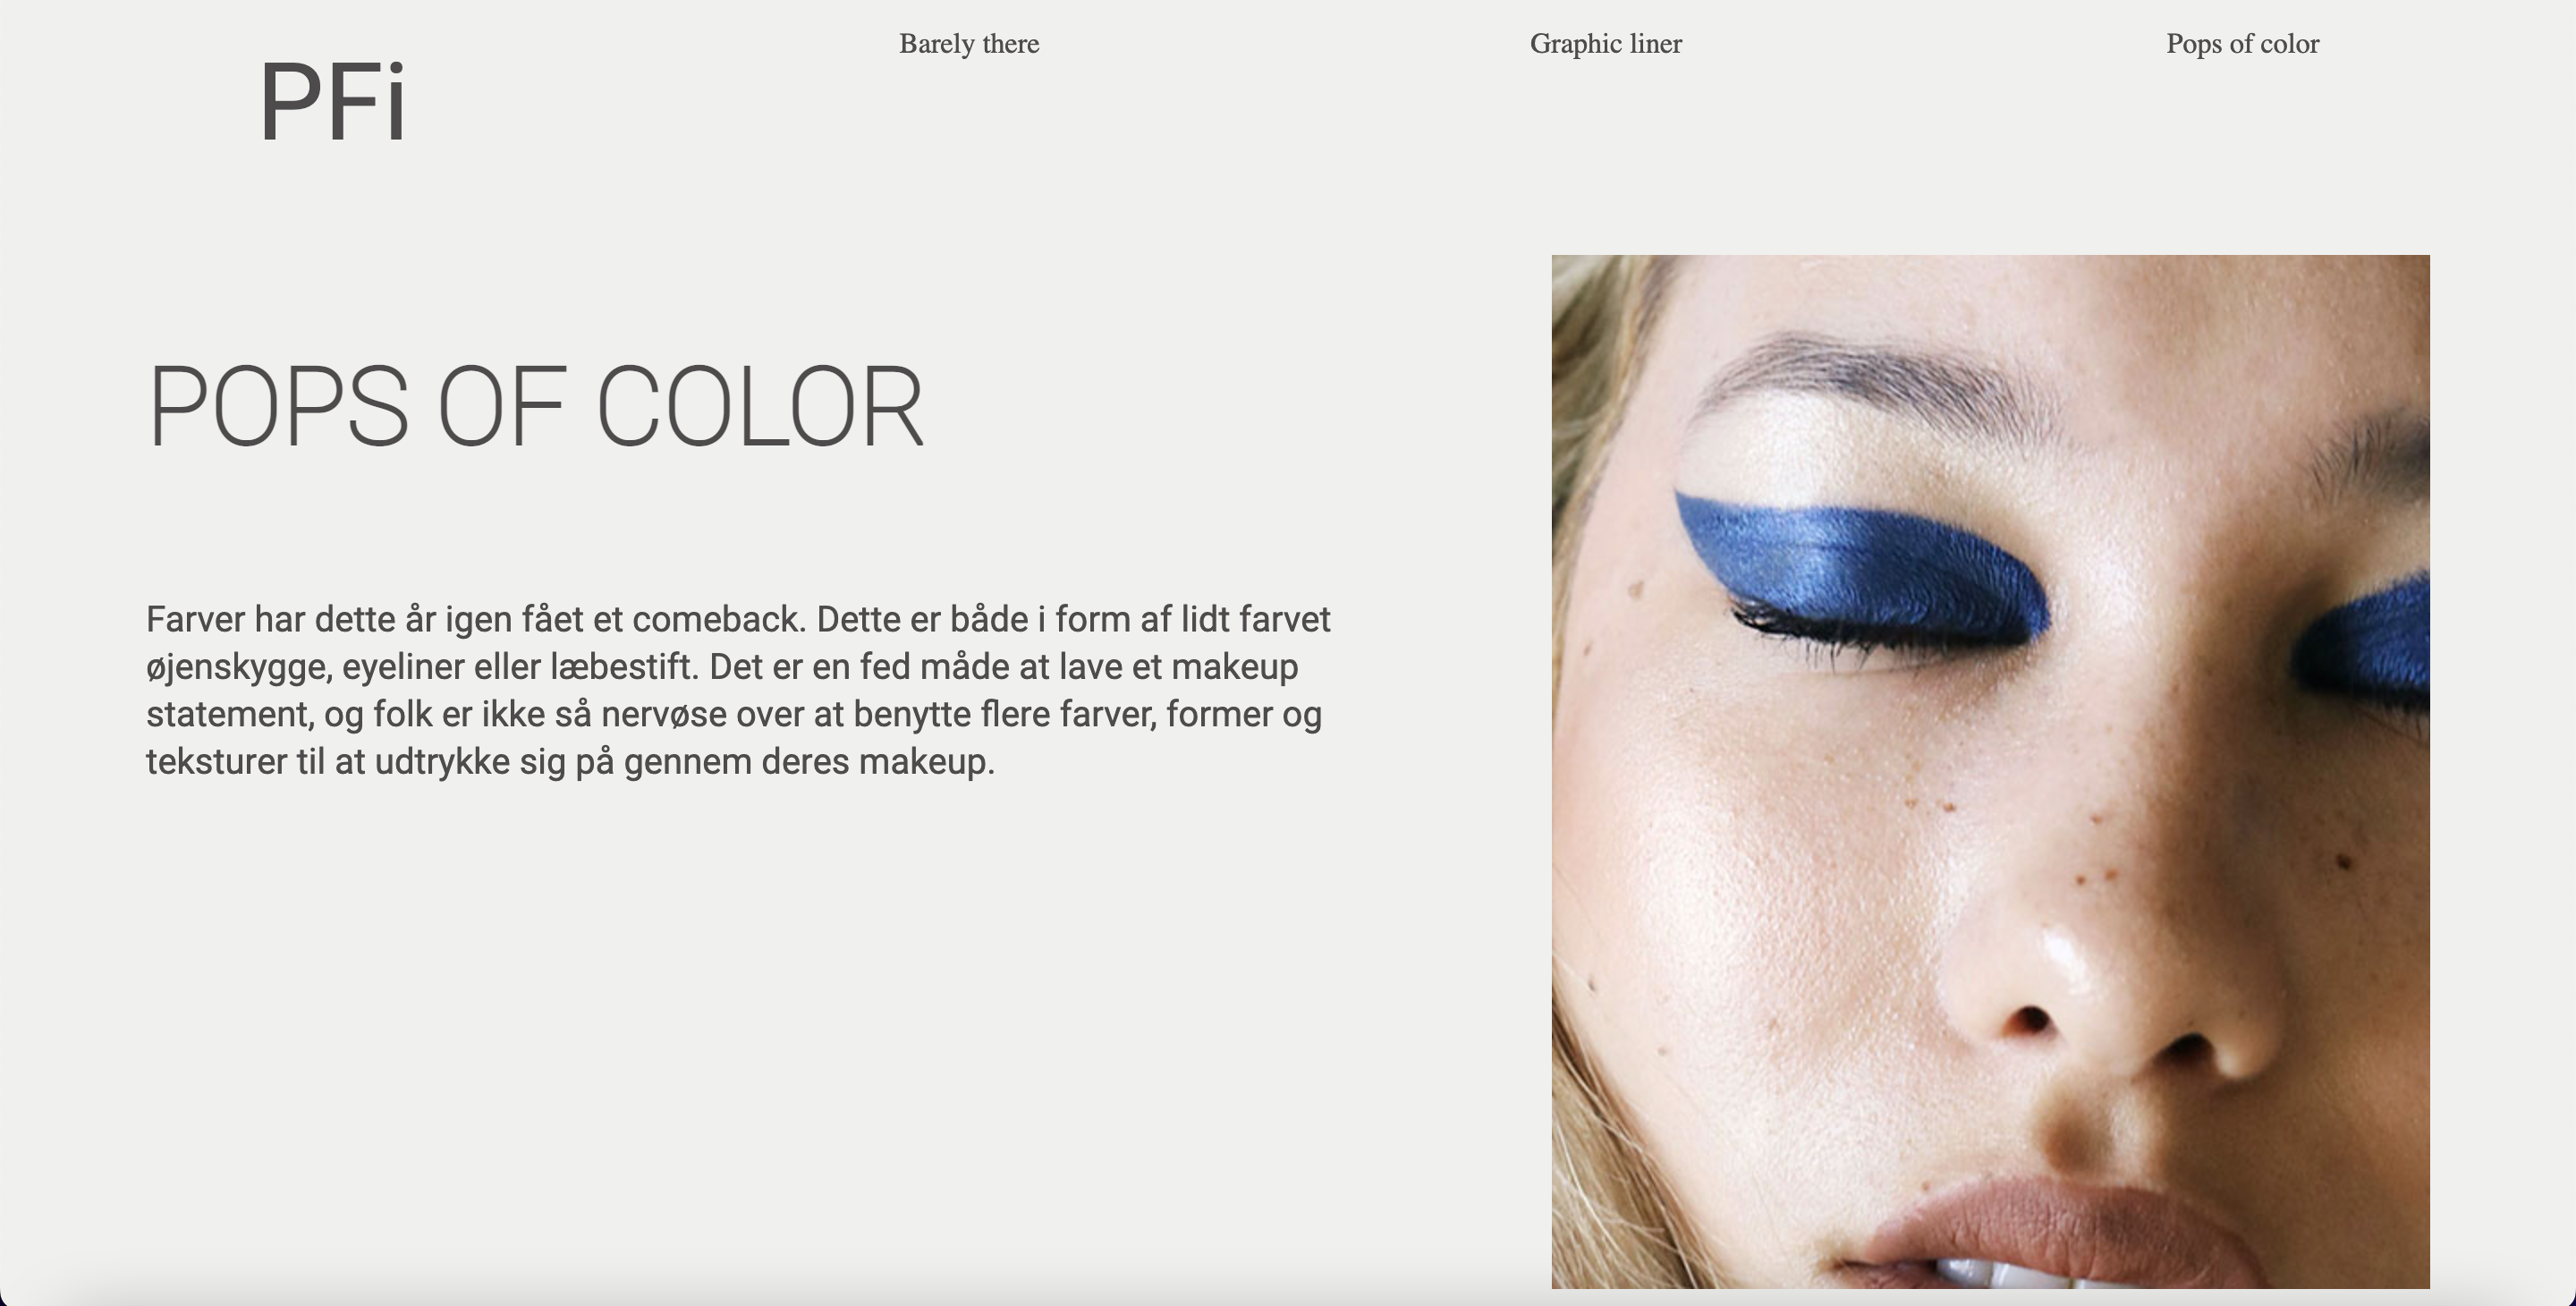 PFi
Barely there
Graphic liner
Pops of color
POPS OF COLOR
Farver har dette år igen fået et comeback. Dette er både i form af lidt farvet
øjenskygge, eyeliner eller læbestift. Det er en fed måde at lave et makeup
statement, og folk er ikke så nervøse over at benytte flere farver, former og
teksturer til at udtrykke sig på gennem deres makeup.